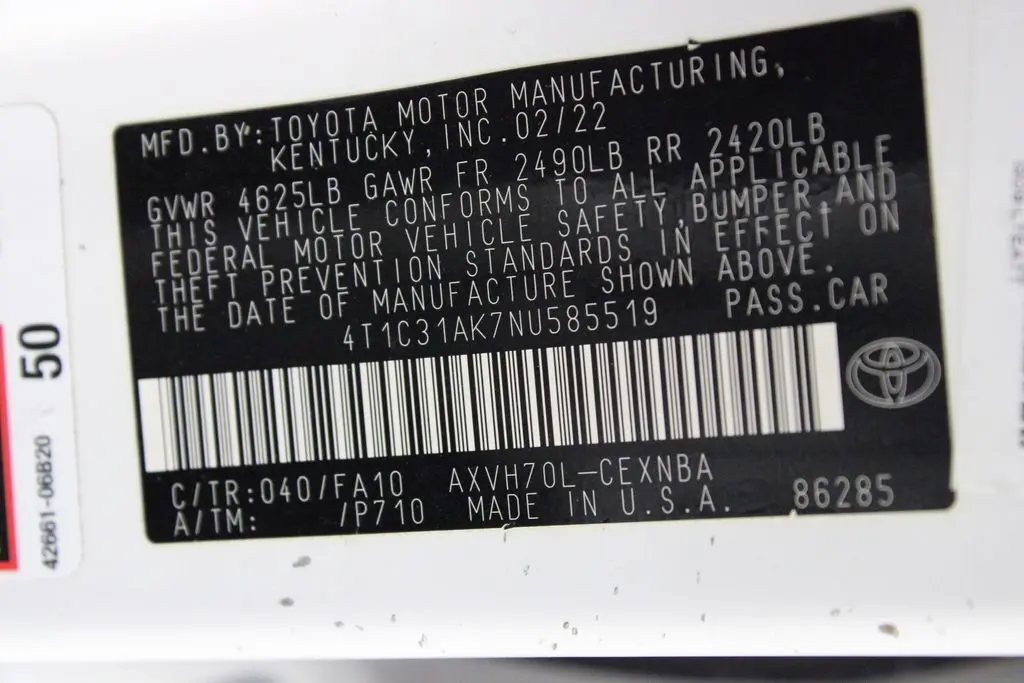 MFD.BY:TOYOTA MOTOR MANUFACTURING,
KENTUCKY,INC.02/22
GVWR 4625LB GAWR FR 2490LB RR 2420LB
THIS VEHICLE CONFORMS TO ALL APPLICABLE
FEDERAL MOTOR VEHICLE SAFETY,BUMPER,AND
THEFT PREVENTION STANDARDS IN EFFECT ON
THE DATE OF MANUFACTURE SHOWN ABOVE.
4T1C31AK7NU585519 PASS.CAR
C/TR:040/FA10 AXVH70L-CEXNBA
A/TM: /P710 MADE IN U.S.A. 86285
50
42661-06B20